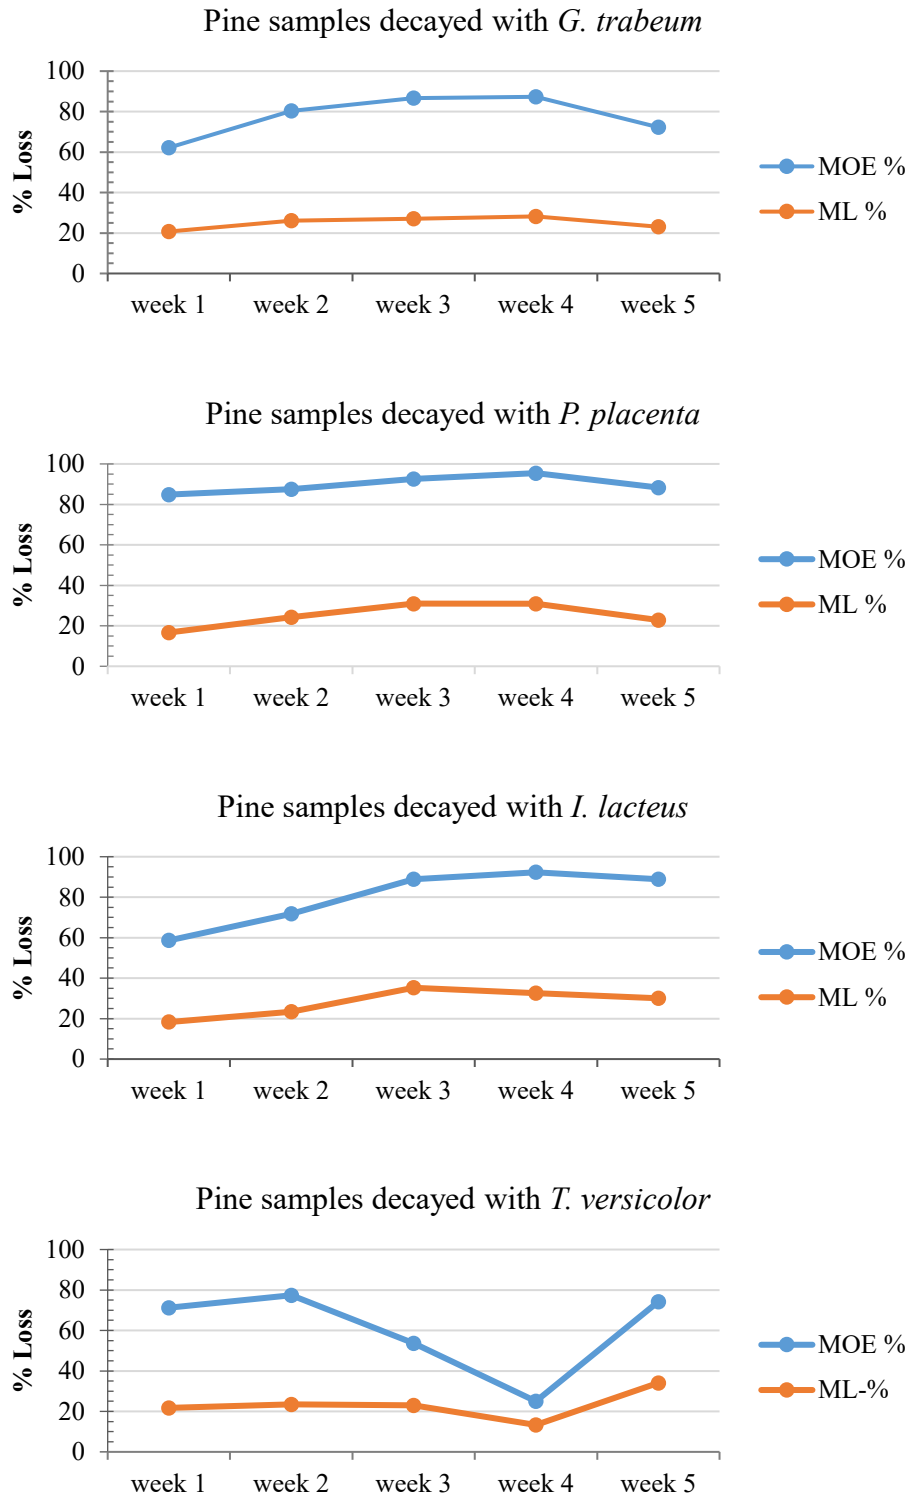 Pine samples decayed with G. trabeum
100
80
60
40
20
0
% Loss
week 1 week 2 week 3 week 4 week 5
MOE %
ML %
Pine samples decayed with P. placenta
100
80
60
40
20
0
% Loss
week 1 week 2 week 3 week 4 week 5
MOE %
ML %
Pine samples decayed with I. lacteus
100
80
60
40
20
0
% Loss
week 1 week 2 week 3 week 4 week 5
MOE %
ML %
Pine samples decayed with T. versicolor
100
80
60
40
20
0
% Loss
week 1 week 2 week 3 week 4 week 5
MOE %
ML-%